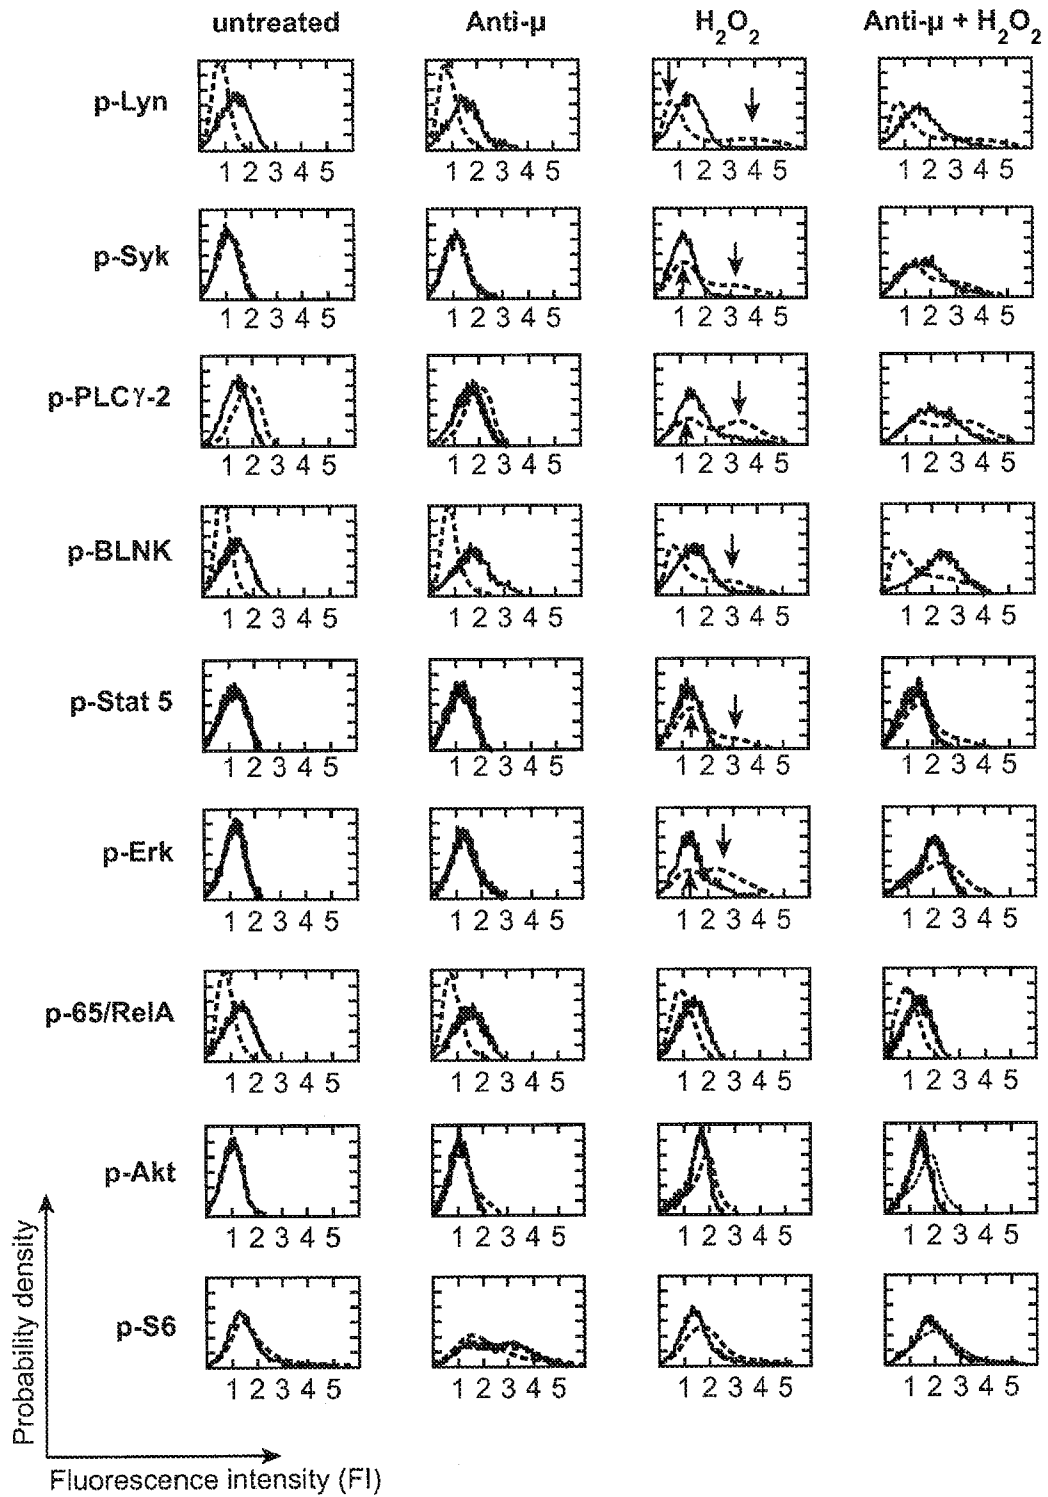 untreated Anti-µ H2O2 Anti-µ + H2O2
p-Lyn
1 2 3 4 5 1 2 3 4 5 1 2 3 4 5 1 2 3 4 5
p-Syk
1 2 3 4 5 1 2 3 4 5 1 2 3 4 5 1 2 3 4 5
p-PLCγ-2
1 2 3 4 5 1 2 3 4 5 1 2 3 4 5 1 2 3 4 5
p-BLNK
1 2 3 4 5 1 2 3 4 5 1 2 3 4 5 1 2 3 4 5
p-Stat 5
1 2 3 4 5 1 2 3 4 5 1 2 3 4 5 1 2 3 4 5
p-Erk
1 2 3 4 5 1 2 3 4 5 1 2 3 4 5 1 2 3 4 5
p-65/RelA
1 2 3 4 5 1 2 3 4 5 1 2 3 4 5 1 2 3 4 5
p-Akt
1 2 3 4 5 1 2 3 4 5 1 2 3 4 5 1 2 3 4 5
p-S6
1 2 3 4 5 1 2 3 4 5 1 2 3 4 5 1 2 3 4 5
Probability density
Fluorescence intensity (FI)